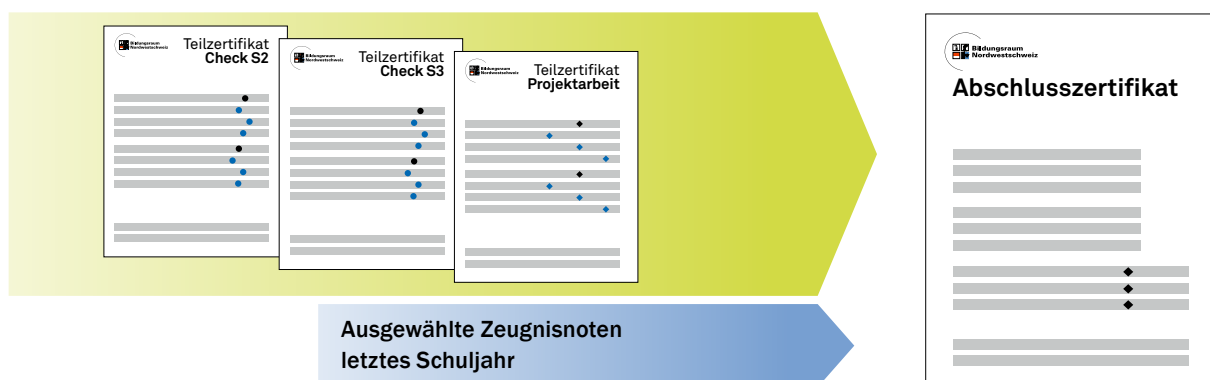 Bildungsraum
Nordwestschweiz
Teilzertifikat
Check S2
Bildungsraum
Nordwestschweiz
Teilzertifikat
Check S3
Bildungsraum
Nordwestschweiz
Teilzertifikat
Projektarbeit
Ausgewählte Zeugnisnoten
letztes Schuljahr
Bildungsraum
Nordwestschweiz
Abschlusszertifikat